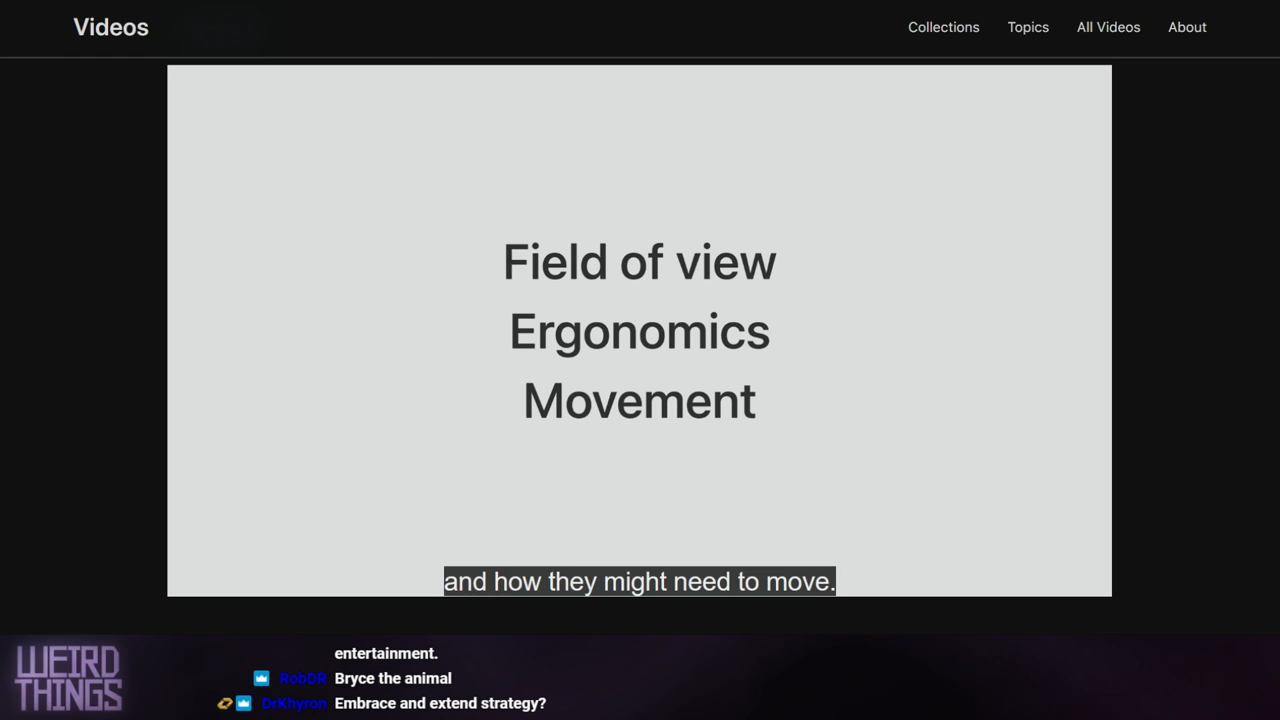 Videos
Collections
Topics
All Videos
About
Field of view
Ergonomics
Movement
and how they might need to move.
WEIRD
THINGS
entertainment.
RobDR Bryce the animal
DrKhyron Embrace and extend strategy?